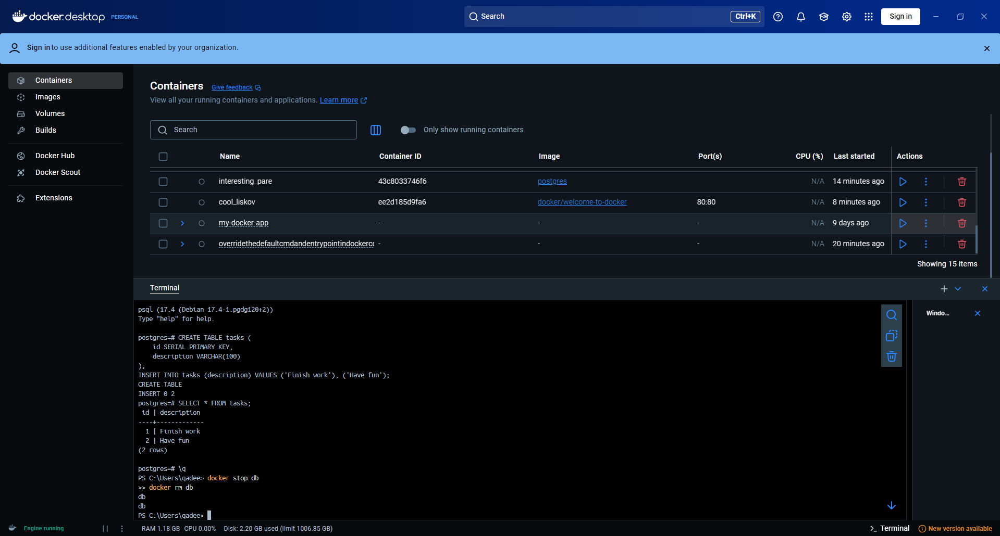 docker.desktop PERSONAL
Search Ctrl+K
Sign in
Sign in to use additional features enabled by your organization.
Containers
Images
Volumes
Builds
Docker Hub
Docker Scout
Extensions
Containers Give feedback
View all your running containers and applications. Learn more
Search
Only show running containers
Name Container ID Image Port(s) CPU (%) Last started Actions
interesting_pare 43c8033746f6 postgres N/A 14 minutes ago
cool_liskov ee2d185d9fa6 docker/welcome-to-docker 80:80 N/A 8 minutes ago
my-docker-app - - - N/A 9 days ago
overridethedefaultcmdandentrypointindockerco - - - N/A 20 minutes ago
Showing 15 items
Terminal
Windo...
psql (17.4 (Debian 17.4-1.pgdg120+2))
Type "help" for help.
postgres=# CREATE TABLE tasks (
id SERIAL PRIMARY KEY,
description VARCHAR(100)
);
INSERT INTO tasks (description) VALUES ('Finish work'), ('Have fun');
CREATE TABLE
INSERT 0 2
postgres=# SELECT * FROM tasks;
id | description
----+-------------
1 | Finish work
2 | Have fun
(2 rows)
postgres=# \q
PS C:\Users\qadee> docker stop db
>> docker rm db
db
db
PS C:\Users\qadee>
Engine running
RAM 1.18 GB CPU 0.00% Disk: 2.20 GB used (limit 1006.85 GB)
>_ Terminal
New version available